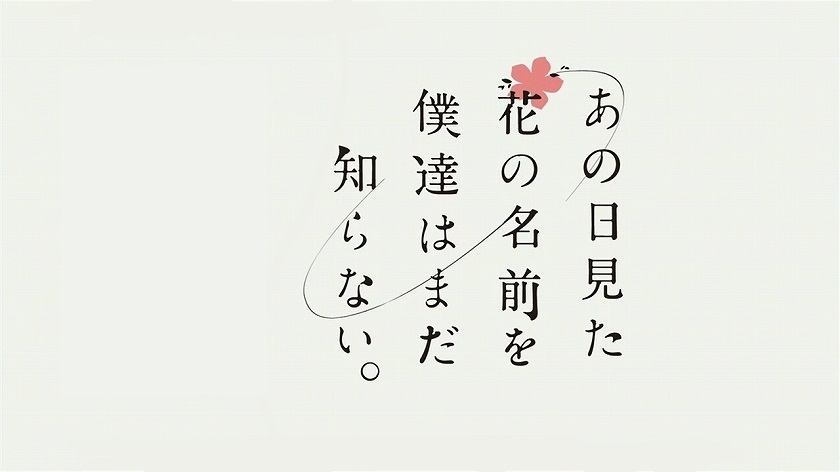 あの日見た
花の名前を
僕達はまだ
知らない。